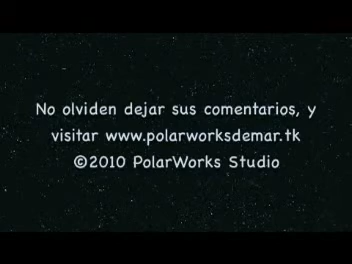 No olviden dejar sus comentarios, y
visitar www.polarworksdemar.tk
©2010 PolarWorks Studio